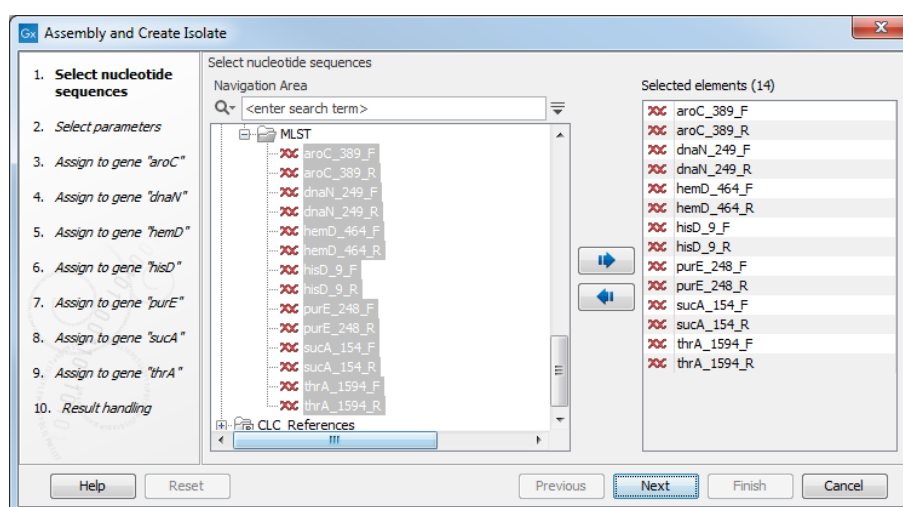 Gx Assembly and Create Isolate
1. Select nucleotide
sequences
2. Select parameters
3. Assign to gene "aroC"
4. Assign to gene "dnaN"
5. Assign to gene "hemD"
6. Assign to gene "hisD"
7. Assign to gene "purE"
8. Assign to gene "sucA"
9. Assign to gene "thrA"
10. Result handling
Select nucleotide sequences
Navigation Area
<enter search term>
MLST
aroC_389_F
aroC_389_R
dnaN_249_F
dnaN_249_R
hemD_464_F
hemD_464_R
hisD_9_F
hisD_9_R
purE_248_F
purE_248_R
sucA_154_F
sucA_154_R
thrA_1594_F
thrA_1594_R
CLC_References
Selected elements (14)
aroC_389_F
aroC_389_R
dnaN_249_F
dnaN_249_R
hemD_464_F
hemD_464_R
hisD_9_F
hisD_9_R
purE_248_F
purE_248_R
sucA_154_F
sucA_154_R
thrA_1594_F
thrA_1594_R
Help
Reset
Previous
Next
Finish
Cancel